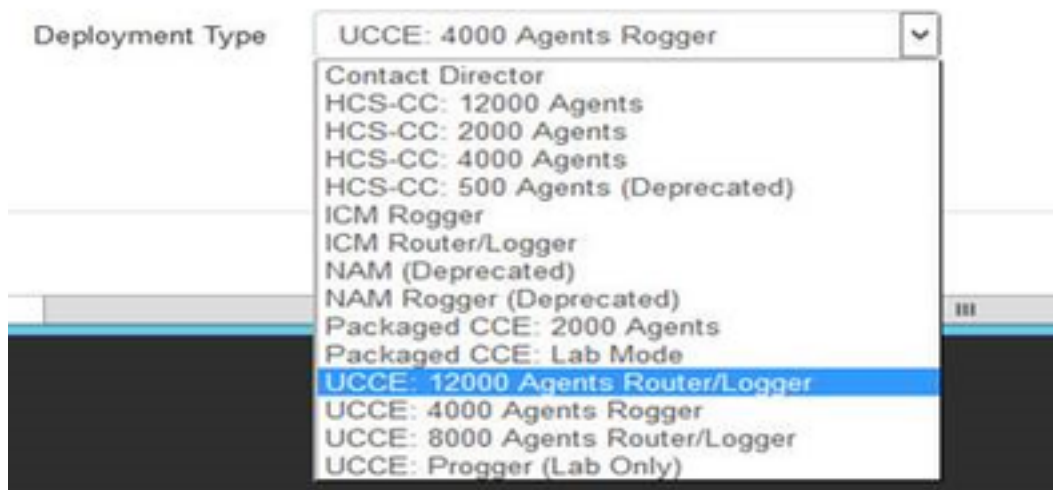 Deployment Type UCCE: 4000 Agents Rogger
Contact Director
HCS-CC: 12000 Agents
HCS-CC: 2000 Agents
HCS-CC: 4000 Agents
HCS-CC: 500 Agents (Deprecated)
ICM Rogger
ICM Router/Logger
NAM (Deprecated)
NAM Rogger (Deprecated)
Packaged CCE: 2000 Agents
Packaged CCE: Lab Mode
UCCE: 12000 Agents Router/Logger
UCCE: 4000 Agents Rogger
UCCE: 8000 Agents Router/Logger
UCCE: Progger (Lab Only)